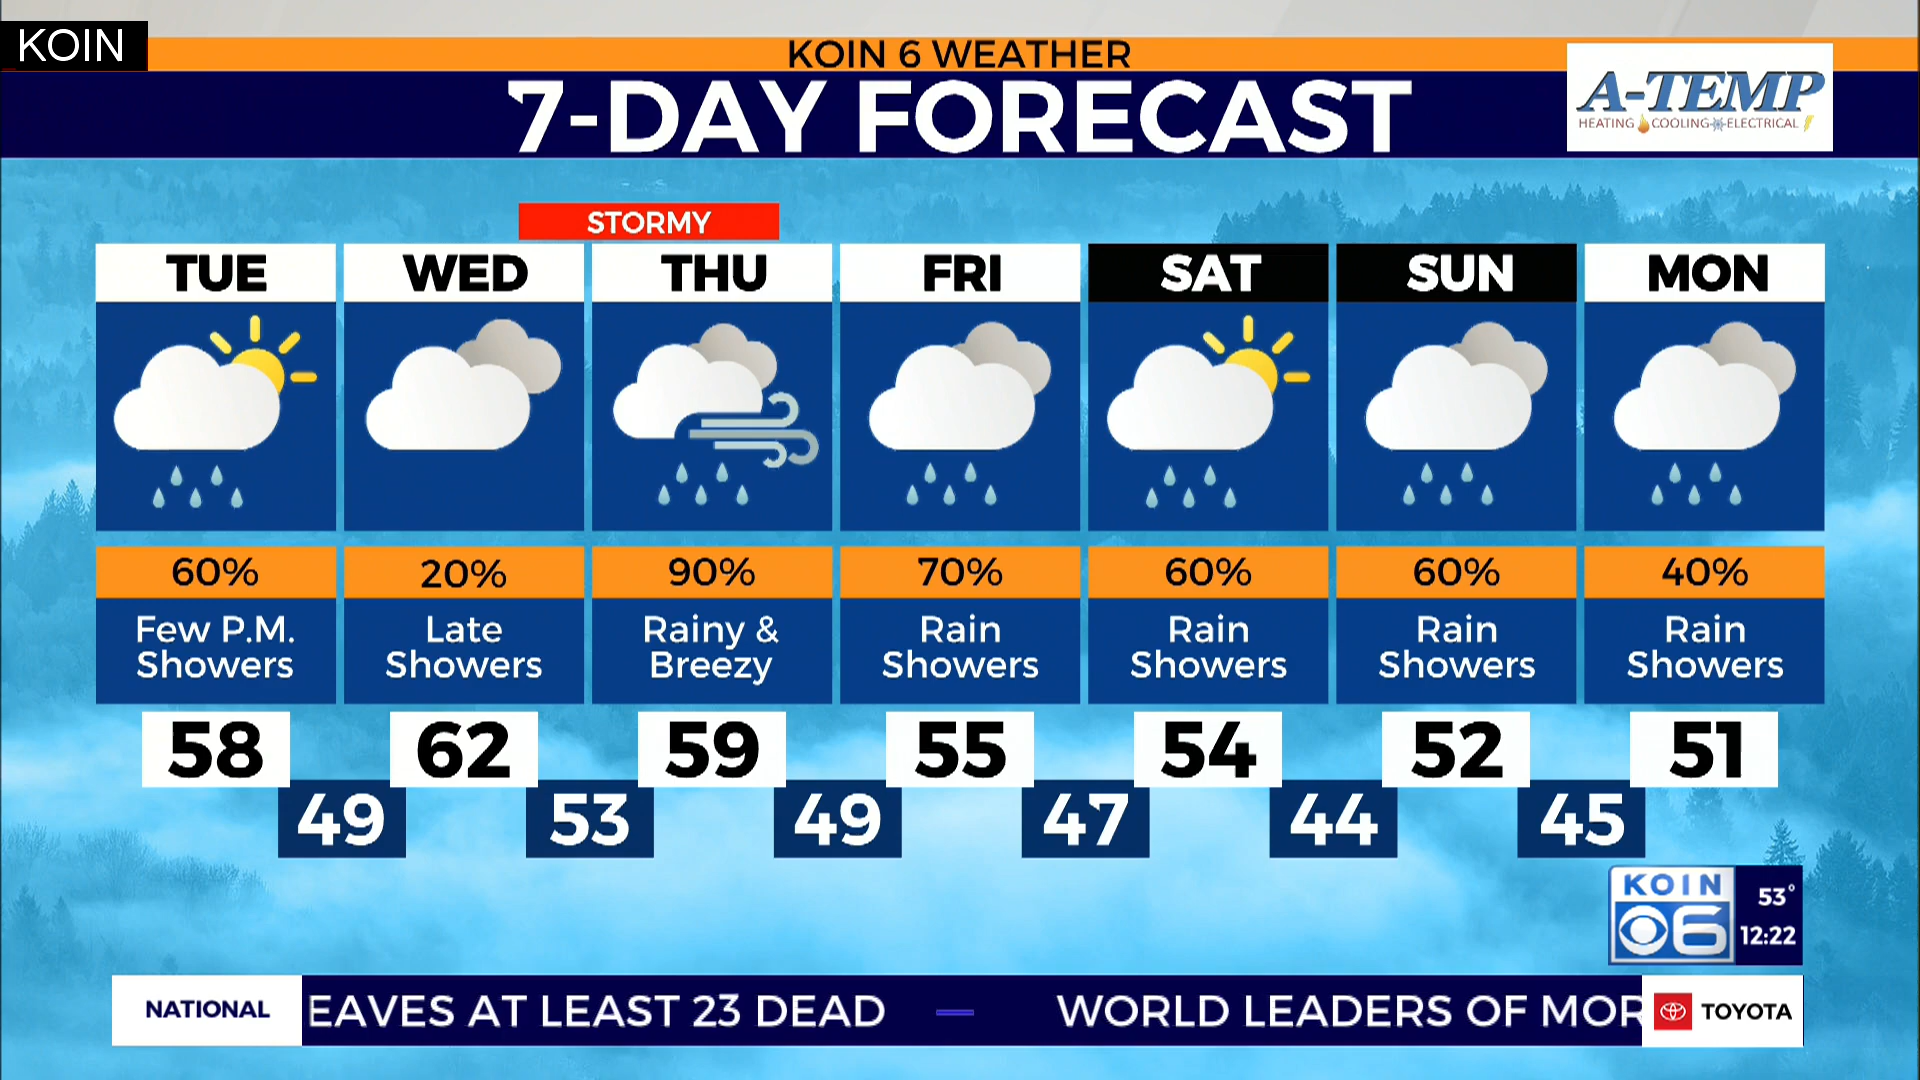 KOIN
KOIN 6 WEATHER
7-DAY FORECAST
A-TEMP
HEATING COOLING ELECTRICAL
STORMY
TUE WED THU FRI SAT SUN MON
60% 20% 90% 70% 60% 60% 40%
Few P.M. Showers
Late Showers
Rainy & Breezy
Rain Showers
Rain Showers
Rain Showers
Rain Showers
58 62 59 55 54 52 51
49 53 49 47 44 45
KOIN
6
53°
12:22
NATIONAL
EAVES AT LEAST 23 DEAD — WORLD LEADERS OF MOR
TOYOTA